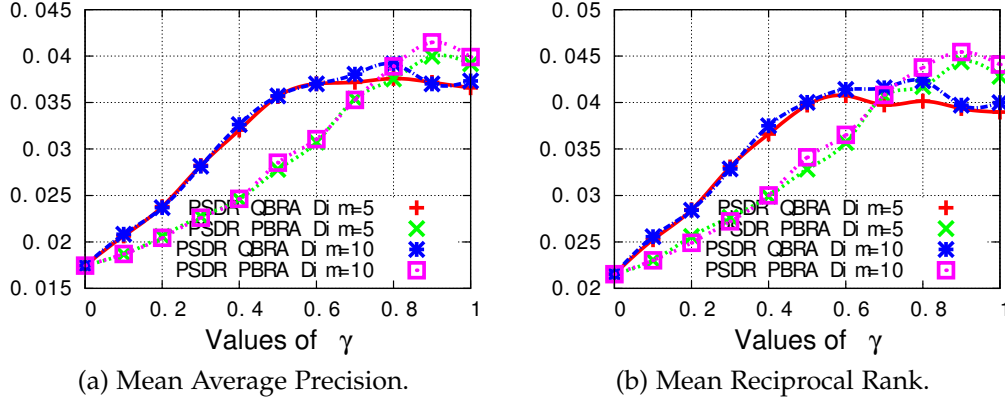 0.045
0.04
0.035
0.03
0.025
0.02
0.015
PSDR QBRA Dim=5
PSDR PBRA Dim=5
PSDR QBRA Dim=10
PSDR PBRA Dim=10
0 0.2 0.4 0.6 0.8 1
Values of γ
(a) Mean Average Precision.
0.05
0.045
0.04
0.035
0.03
0.025
0.02
PSDR QBRA Dim=5
PSDR PBRA Dim=5
PSDR QBRA Dim=10
PSDR PBRA Dim=10
0 0.2 0.4 0.6 0.8 1
Values of γ
(b) Mean Reciprocal Rank.